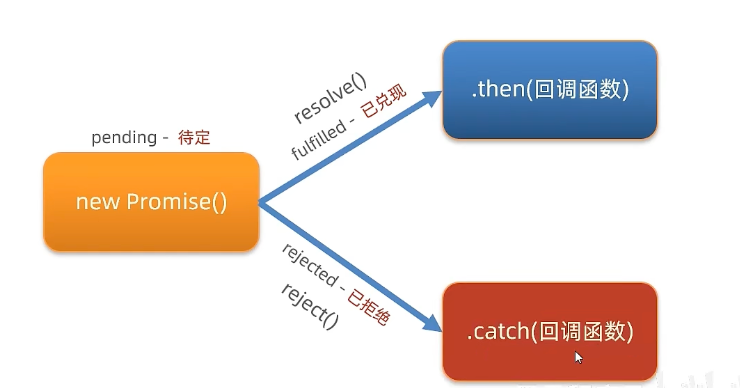 pending - 待定
new Promise()
resolve()
fulfilled - 已兑现
.then(回调函数)
rejected - 已拒绝
reject()
.catch(回调函数)